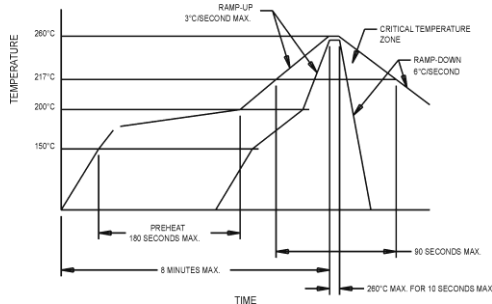 RAMP-UP
3°C/SECOND MAX.
CRITICAL TEMPERATURE
ZONE
RAMP-DOWN
6°C/SECOND
TEMPERATURE
260°C
217°C
200°C
150°C
PREHEAT
180 SECONDS MAX.
90 SECONDS MAX.
8 MINUTES MAX.
260°C MAX. FOR 10 SECONDS MAX
TIME